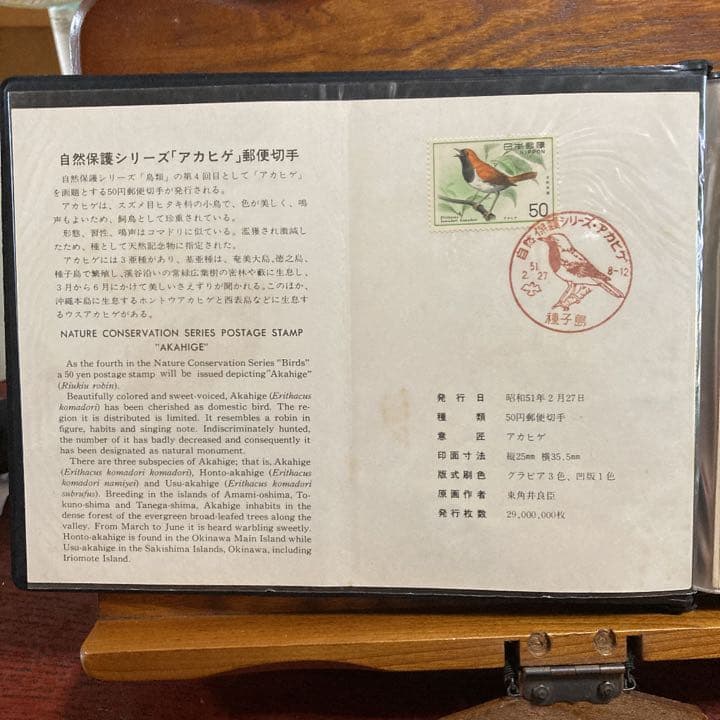 自然保護シリーズ「アカヒゲ」郵便切手
自然保護シリーズ「鳥類」の第4回目として「アカヒゲ」
を画題とする50円郵便切手が発行される。
アカヒゲは、スズメ目ヒタキ科の小鳥で、色が美しく、鳴
声もよいため、飼鳥として珍重されている。
形態、習性、鳴声はコマドリに似ている。濫獲され激減し
たため、種として天然記念物に指定された。
アカヒゲには3亜種があり、基亜種は、奄美大島、徳之島、
種子島で繁殖し、渓谷沿いの常緑広葉樹の密林や藪に生息し、
3月から6月にかけて美しいさえずりが聞かれる。このほか、
沖縄本島に生息するホントウアカヒゲと西表島などに生息す
るウスアカヒゲがある。
NATURE CONSERVATION SERIES POSTAGE STAMP
"AKAHIGE"
As the fourth in the Nature Conservation Series "Birds"
a 50 yen postage stamp will be issued depicting "Akahige"
(Riukiu robin).
Beautifully colored and sweet-voiced, Akahige (Erithacus
komadori) has been cherished as domestic bird. The re-
gion it is distributed is limited. It resembles a robin in
figure, habits and singing note. Indiscriminately hunted,
the number of it has badly decreased and consequently it
has been designated as natural monument.
There are three subspecies of Akahige; that is, Akahige
(Erithacus komadori komadori), Honto-akahige (Erithacus
komadori namiyei) and Usu-akahige (Erithacus komadori
subrufus). Breeding in the islands of Amami-oshima, To-
kuno-shima and Tanega-shima, Akahige inhabits in the
dense forest of the evergreen broad-leafed trees along the
valley. From March to June it is heard warbling sweetly.
Honto-akahige is found in the Okinawa Main Island while
Usu-akahige in the Sakishima Islands, Okinawa, including
Iriomote Island.
日本郵便
NIPPON
自然保護
Erithacus
komadori komadori
アカヒゲ
50
自然保護シリーズ・アカヒゲ
51.
2. 27
8-12
種子島
発行日 昭和51年2月27日
種類 50円郵便切手
意匠 アカヒゲ
印面寸法 縦25mm 横35.5mm
版式刷色 グラビア3色、凹版1色
原画作者 東角井良臣
発行枚数 29,000,000枚